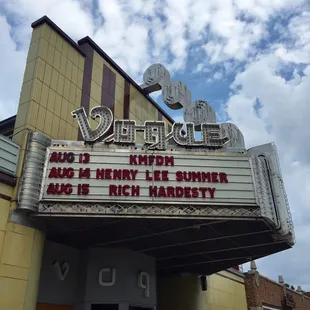 Vogue
AUG 13 KMFDM
AUG 14 HENRY LEE SUMMER
AUG 15 RICH HARDESTY